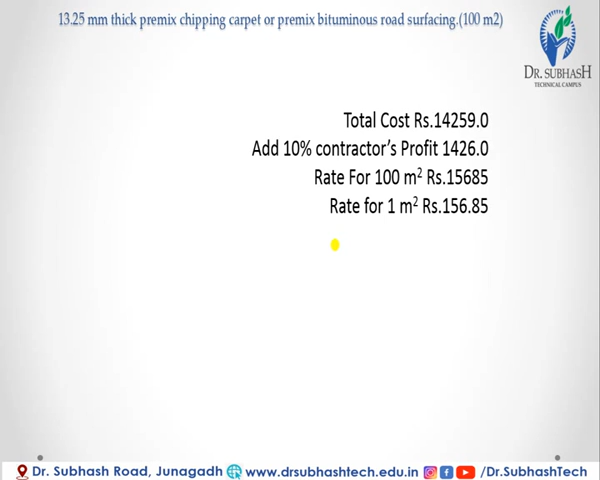 13.25 mm thick premix chipping carpet or premix bituminous road surfacing.(100 m2)
DR. SUBHASH
TECHNICAL CAMPUS
Total Cost Rs.14259.0
Add 10% contractor's Profit 1426.0
Rate For 100 m² Rs.15685
Rate for 1 m² Rs.156.85
Dr. Subhash Road, Junagadh www.drsubhashtech.edu.in /Dr.SubhashTech